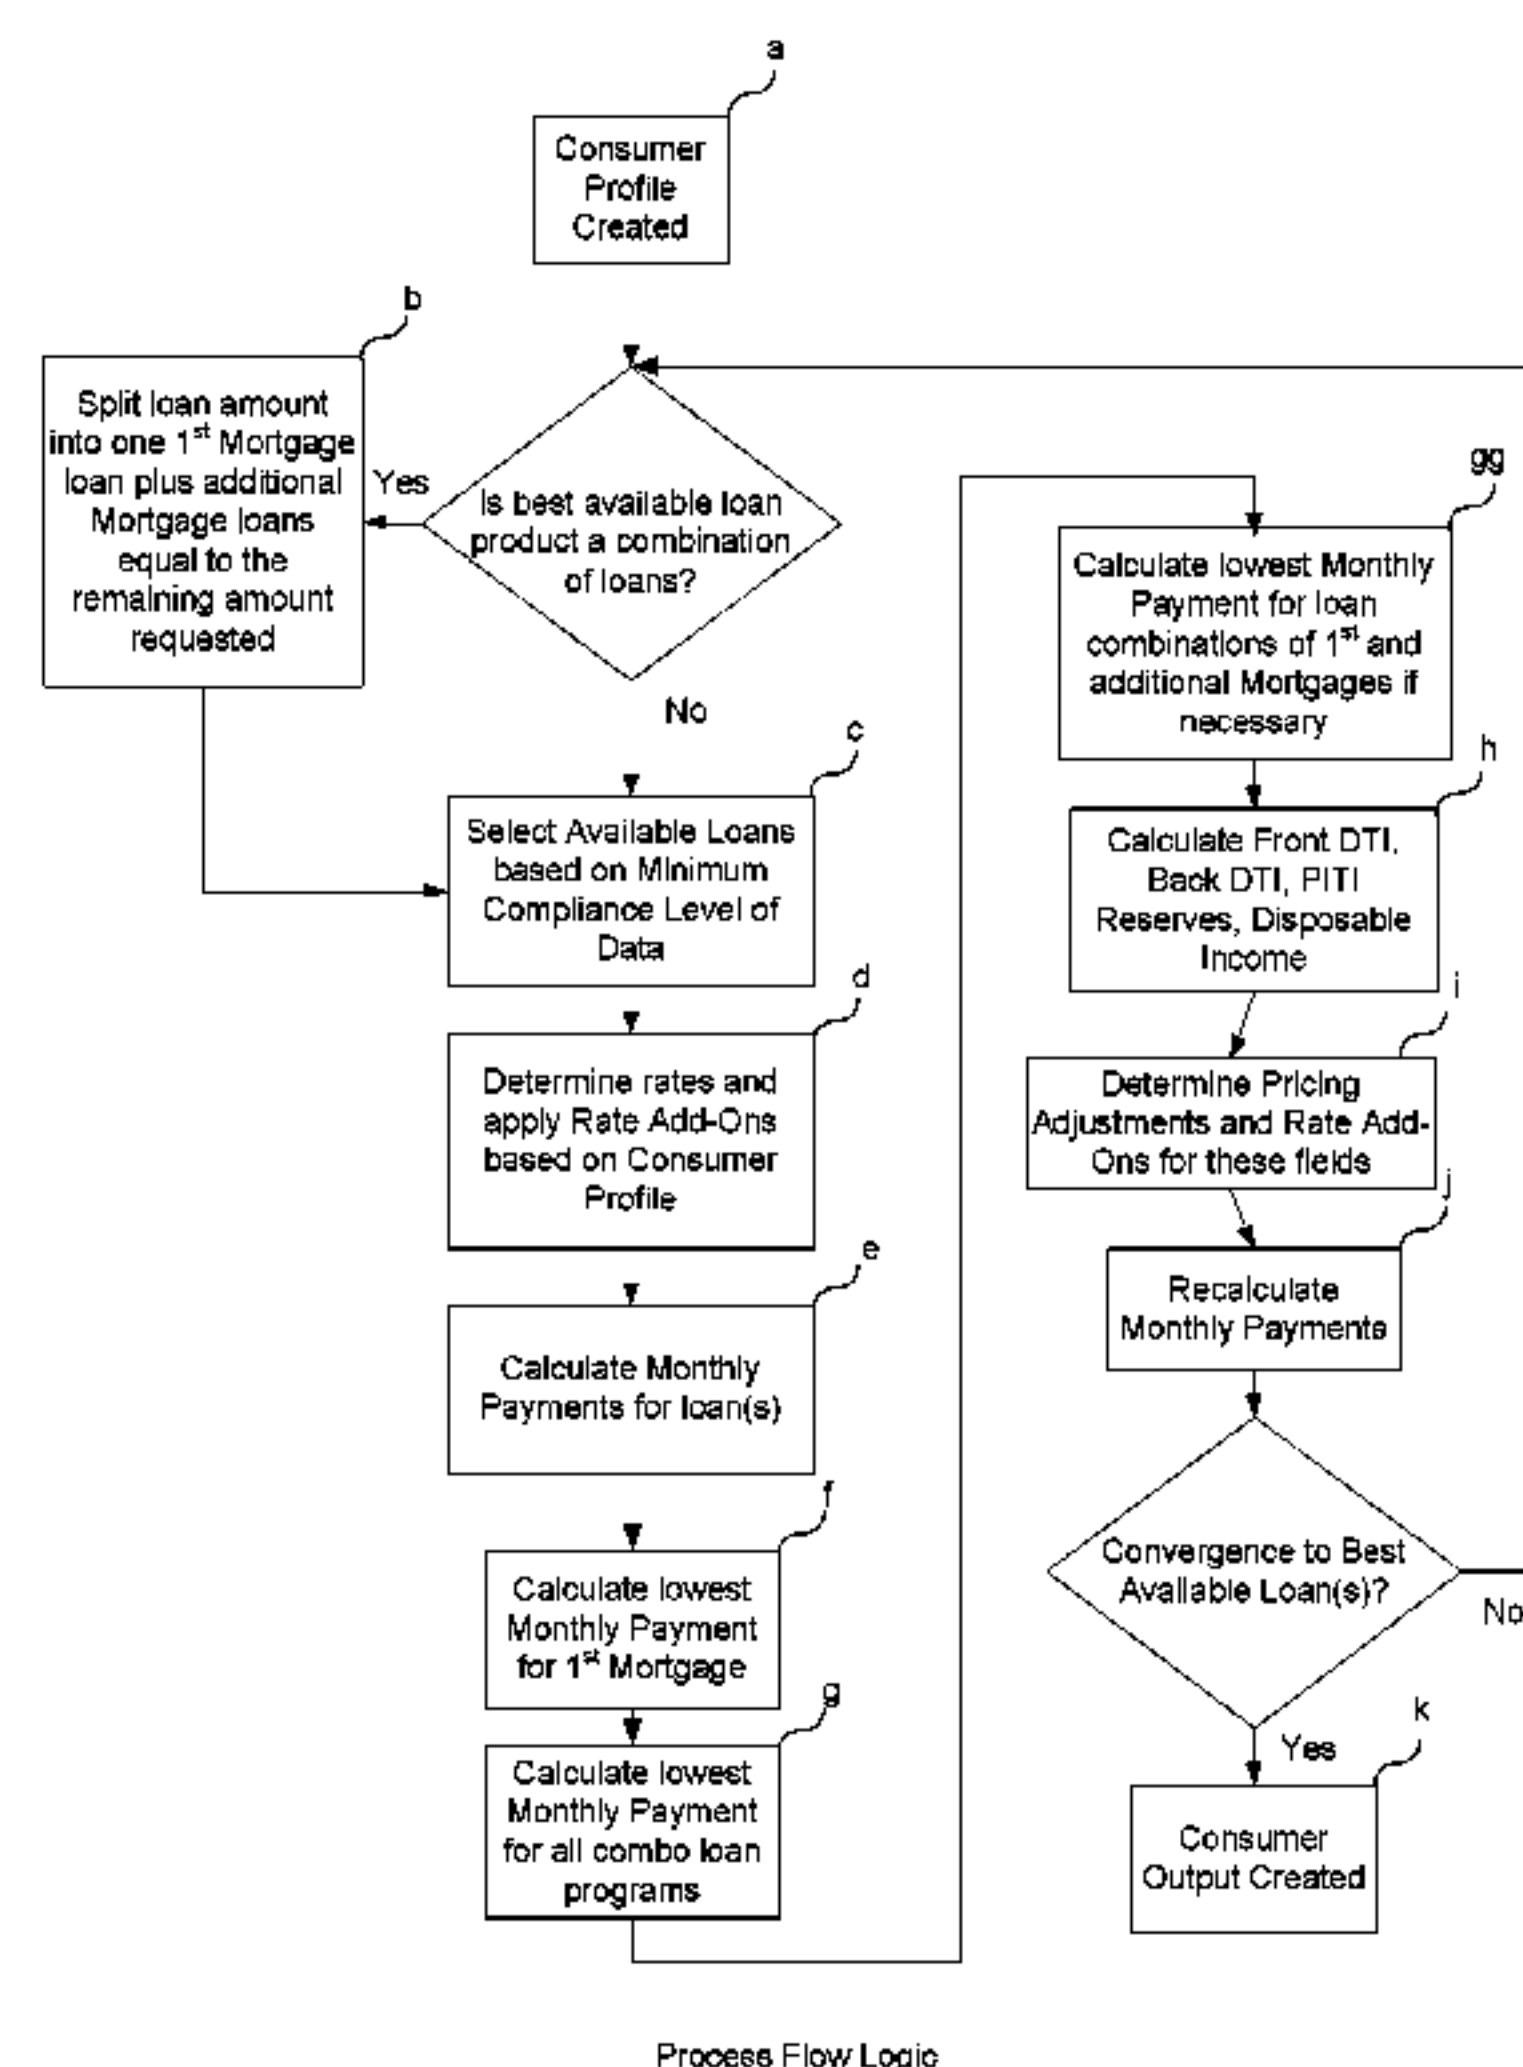 a
Consumer
Profile
Created
b
Split loan amount
into one 1st Mortgage
loan plus additional
Mortgage loans
equal to the
remaining amount
requested
Yes
Is best available loan
product a combination
of loans?
No
c
Select Available Loans
based on Minimum
Compliance Level of
Data
d
Determine rates and
apply Rate Add-Ons
based on Consumer
Profile
e
Calculate Monthly
Payments for loan(s)
f
Calculate lowest
Monthly Payment
for 1st Mortgage
g
Calculate lowest
Monthly Payment
for all combo loan
programs
gg
Calculate lowest Monthly
Payment for loan
combinations of 1st and
additional Mortgages if
necessary
h
Calculate Front DTI,
Back DTI, PITI
Reserves, Disposable
Income
i
Determine Pricing
Adjustments and Rate Add-
Ons for these fields
j
Recalculate
Monthly Payments
Convergence to Best
Available Loan(s)?
No
Yes
k
Consumer
Output Created
Process Flow Logic